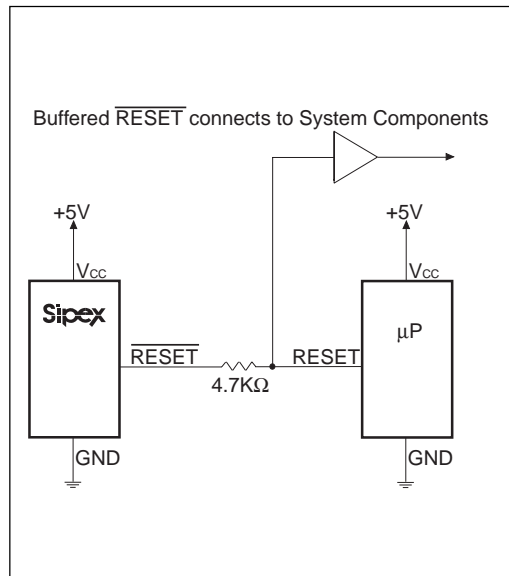 Buffered RESET connects to System Components
+5V
+5V
VCC
VCC
Sipex
µP
RESET
RESET
4.7KΩ
GND
GND